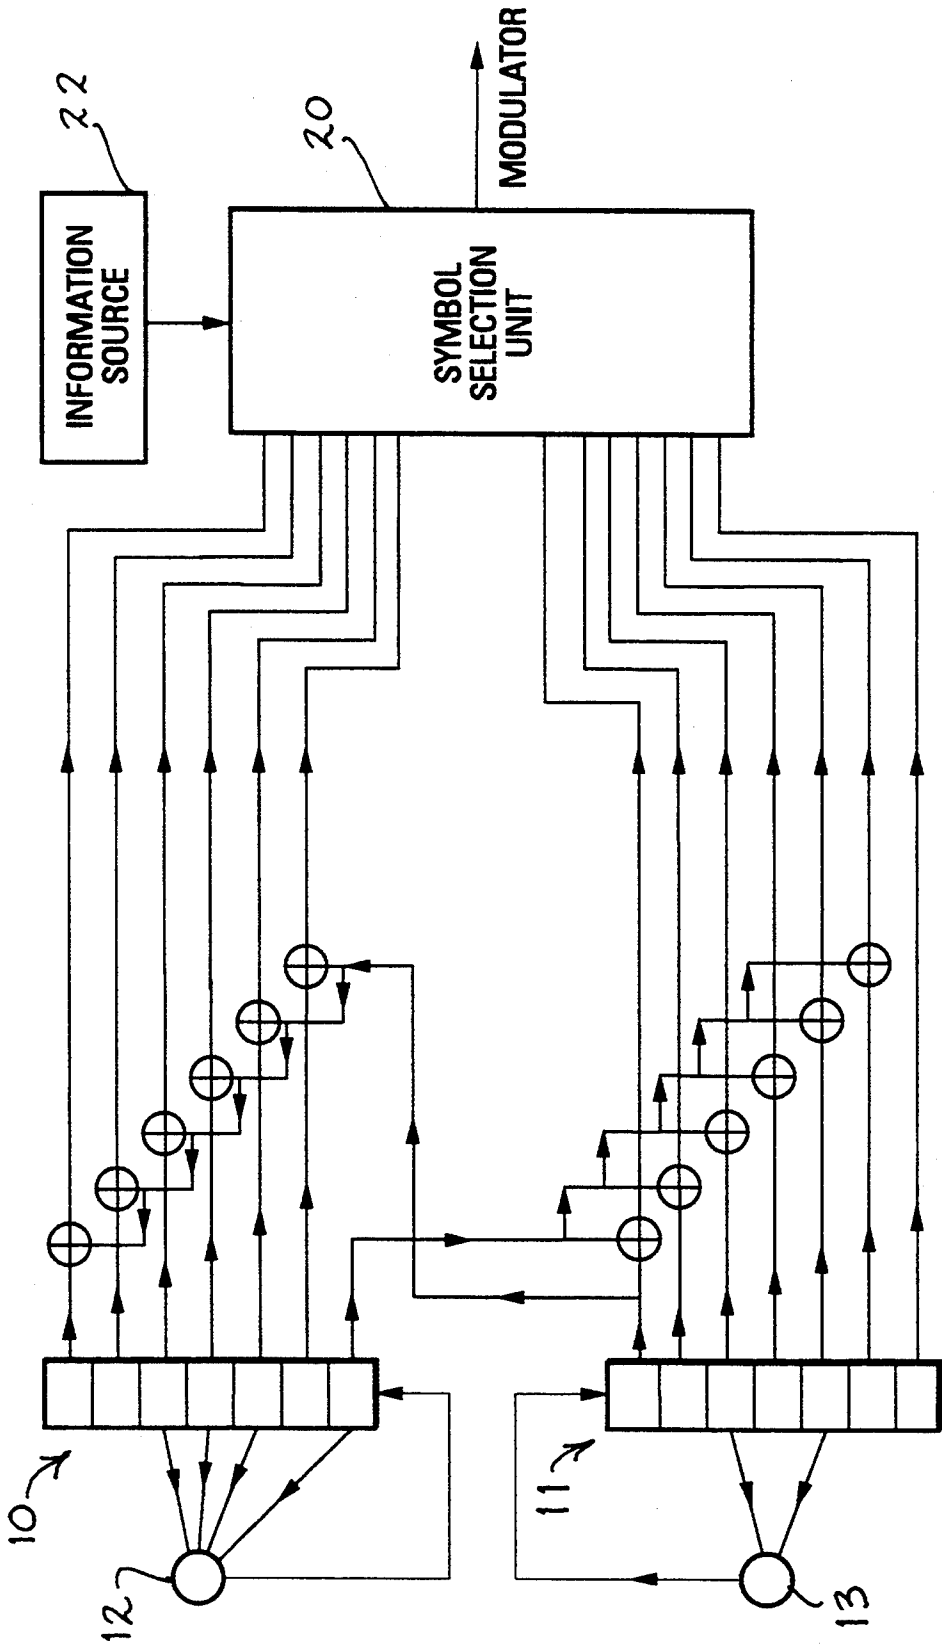 22
INFORMATION
SOURCE
20
SYMBOL
SELECTION
UNIT
MODULATOR
10
12
11
13